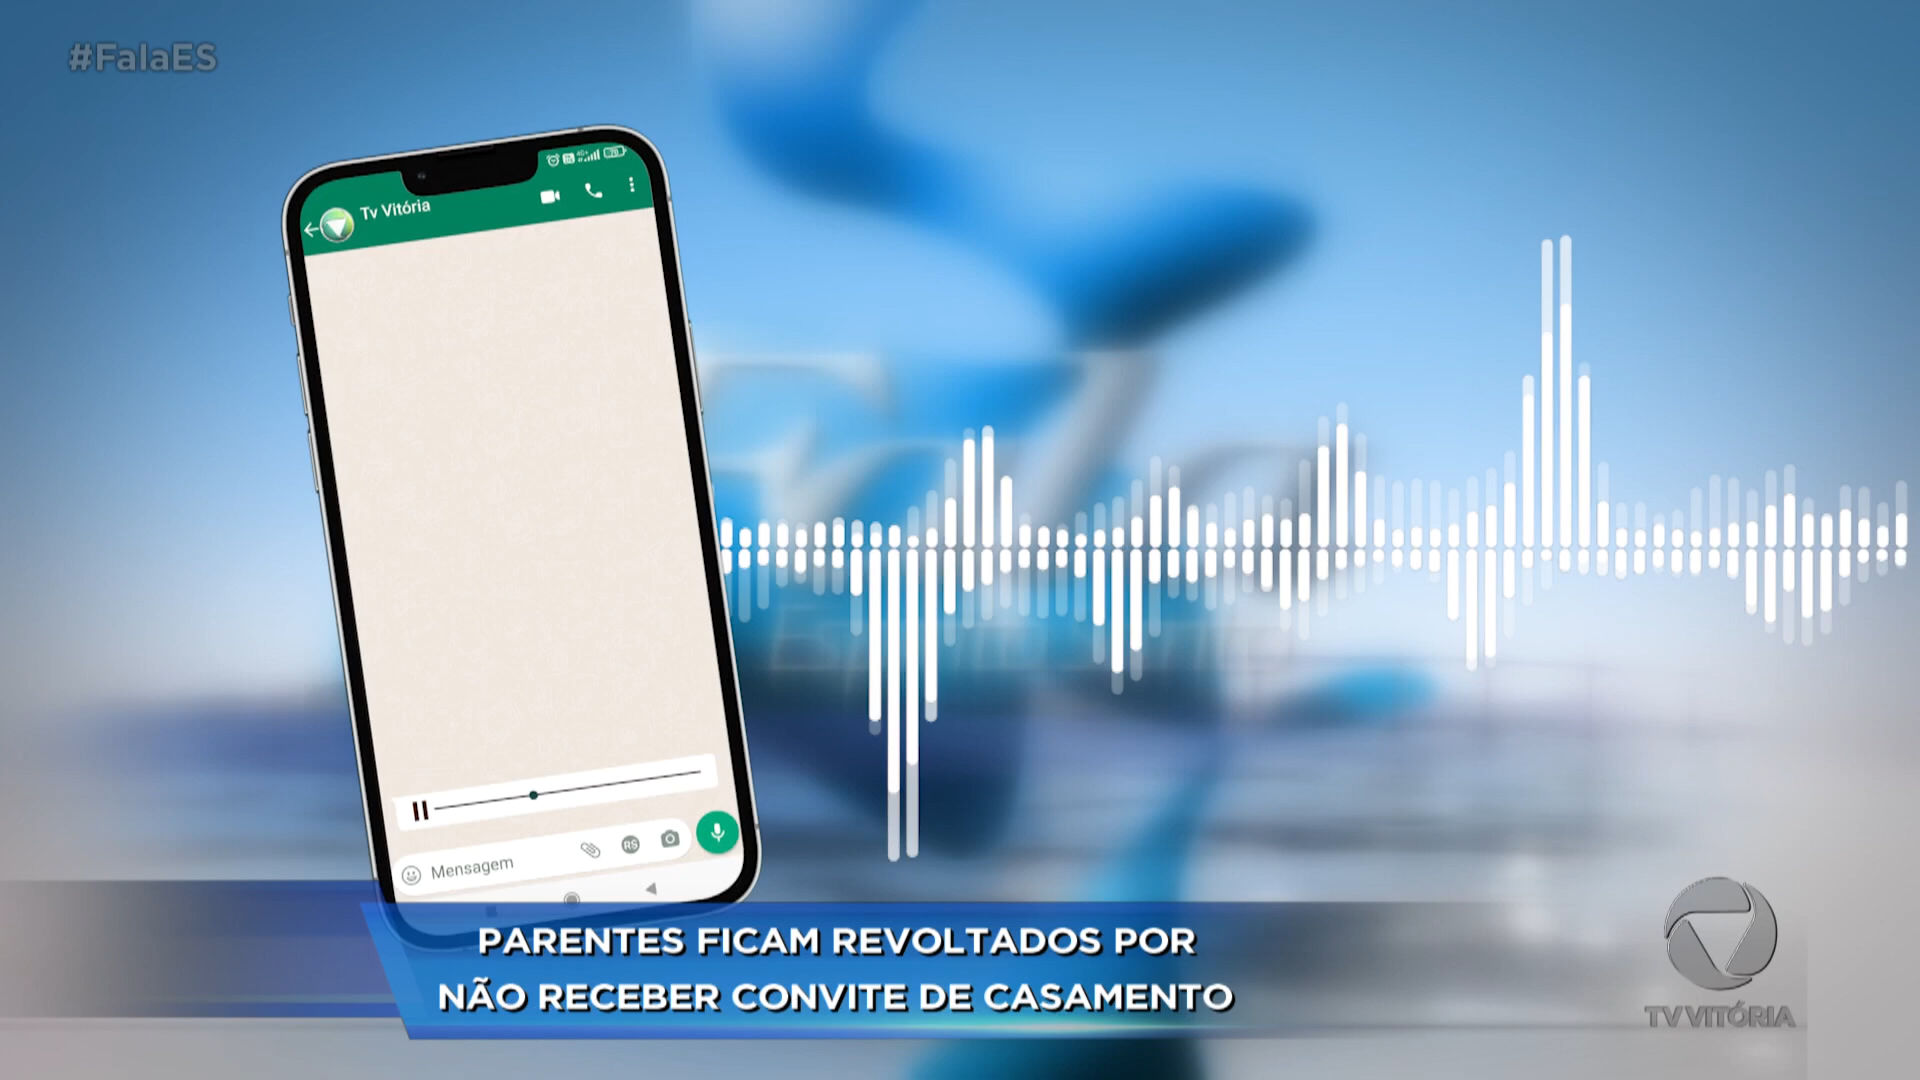 #FalaES
Tv Vitória
Mensagem
R$
PARENTES FICAM REVOLTADOS POR
NÃO RECEBER CONVITE DE CASAMENTO
TV VITÓRIA